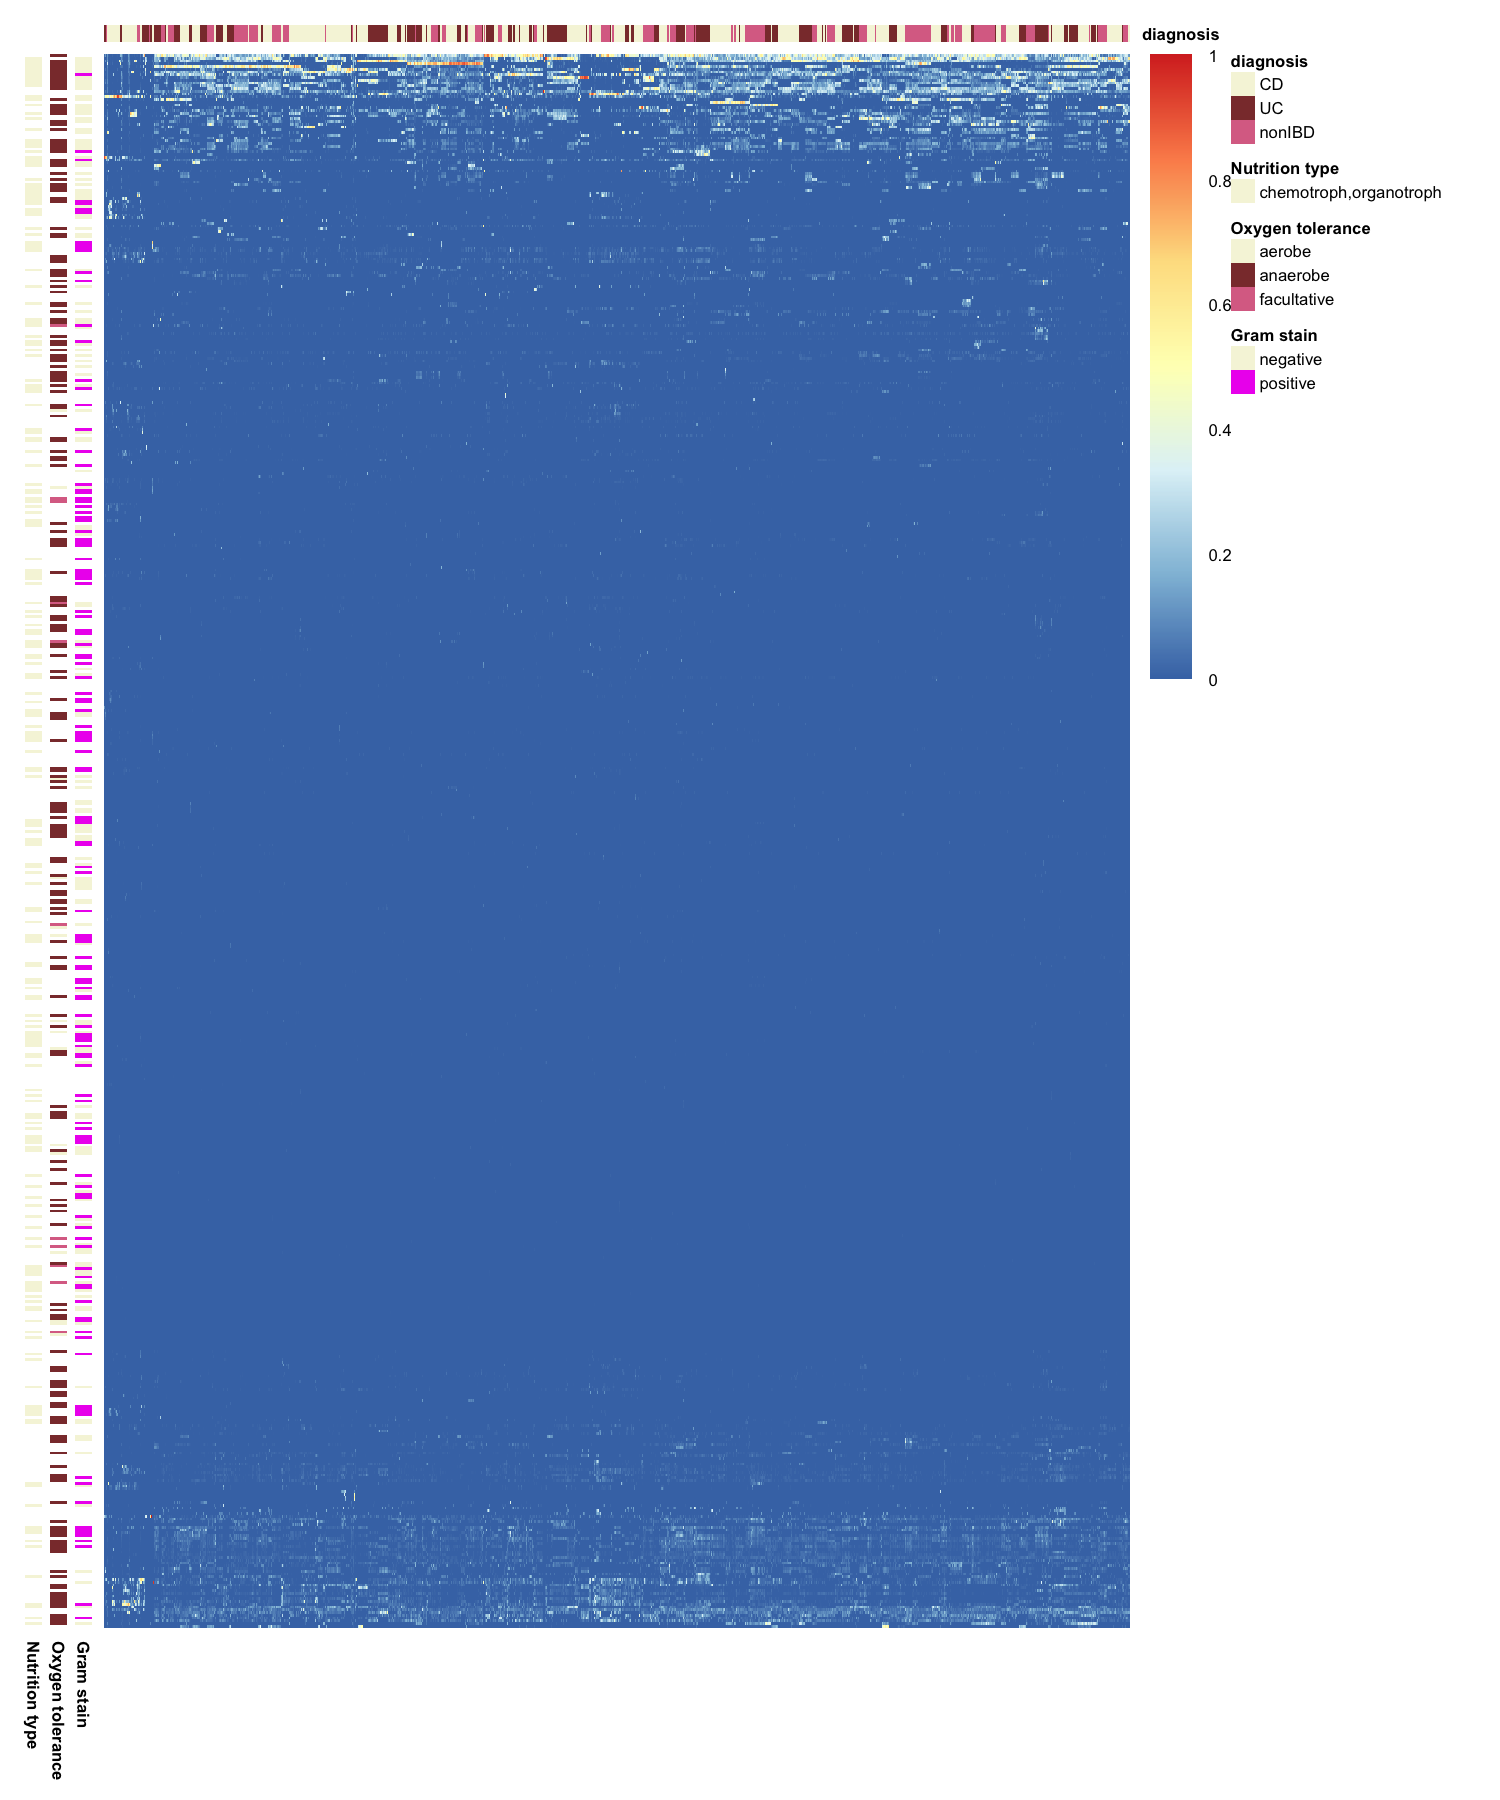 diagnosis
1
0.8
0.6
0.4
0.2
0
diagnosis
CD
UC
nonIBD
Nutrition type
chemotroph,organotroph
Oxygen tolerance
aerobe
anaerobe
facultative
Gram stain
negative
positive
Nutrition type
Oxygen tolerance
Gram stain